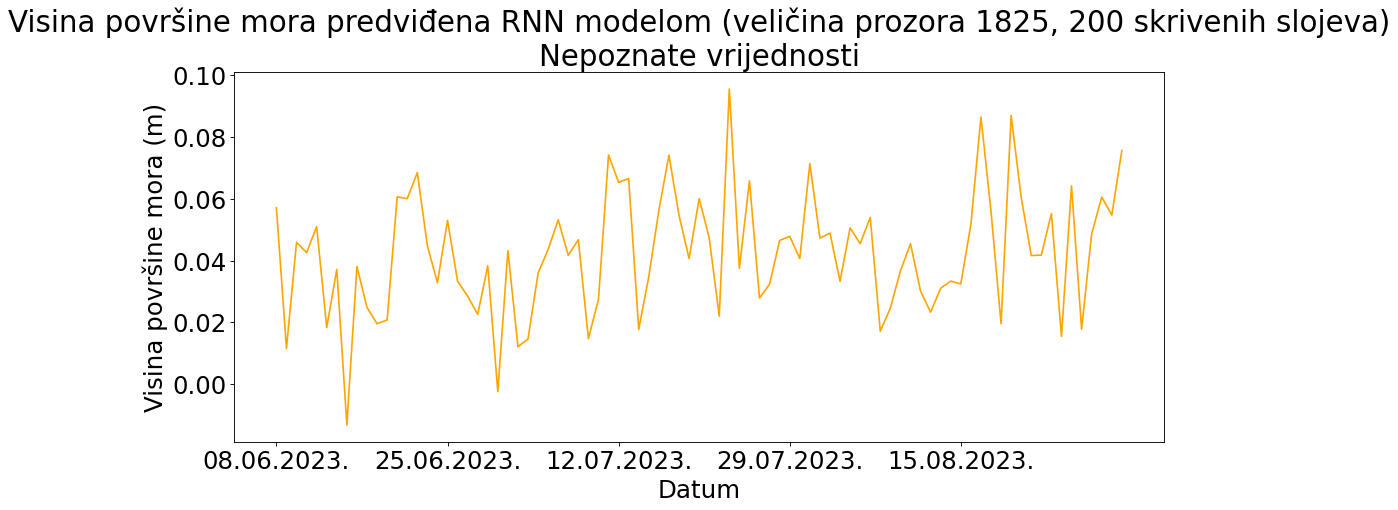 Visina površine mora predviđena RNN modelom (veličina prozora 1825, 200 skrivenih slojeva)
Nepoznate vrijednosti
Visina površine mora (m)
0.10
0.08
0.06
0.04
0.02
0.00
08.06.2023.
25.06.2023.
12.07.2023.
29.07.2023.
15.08.2023.
Datum